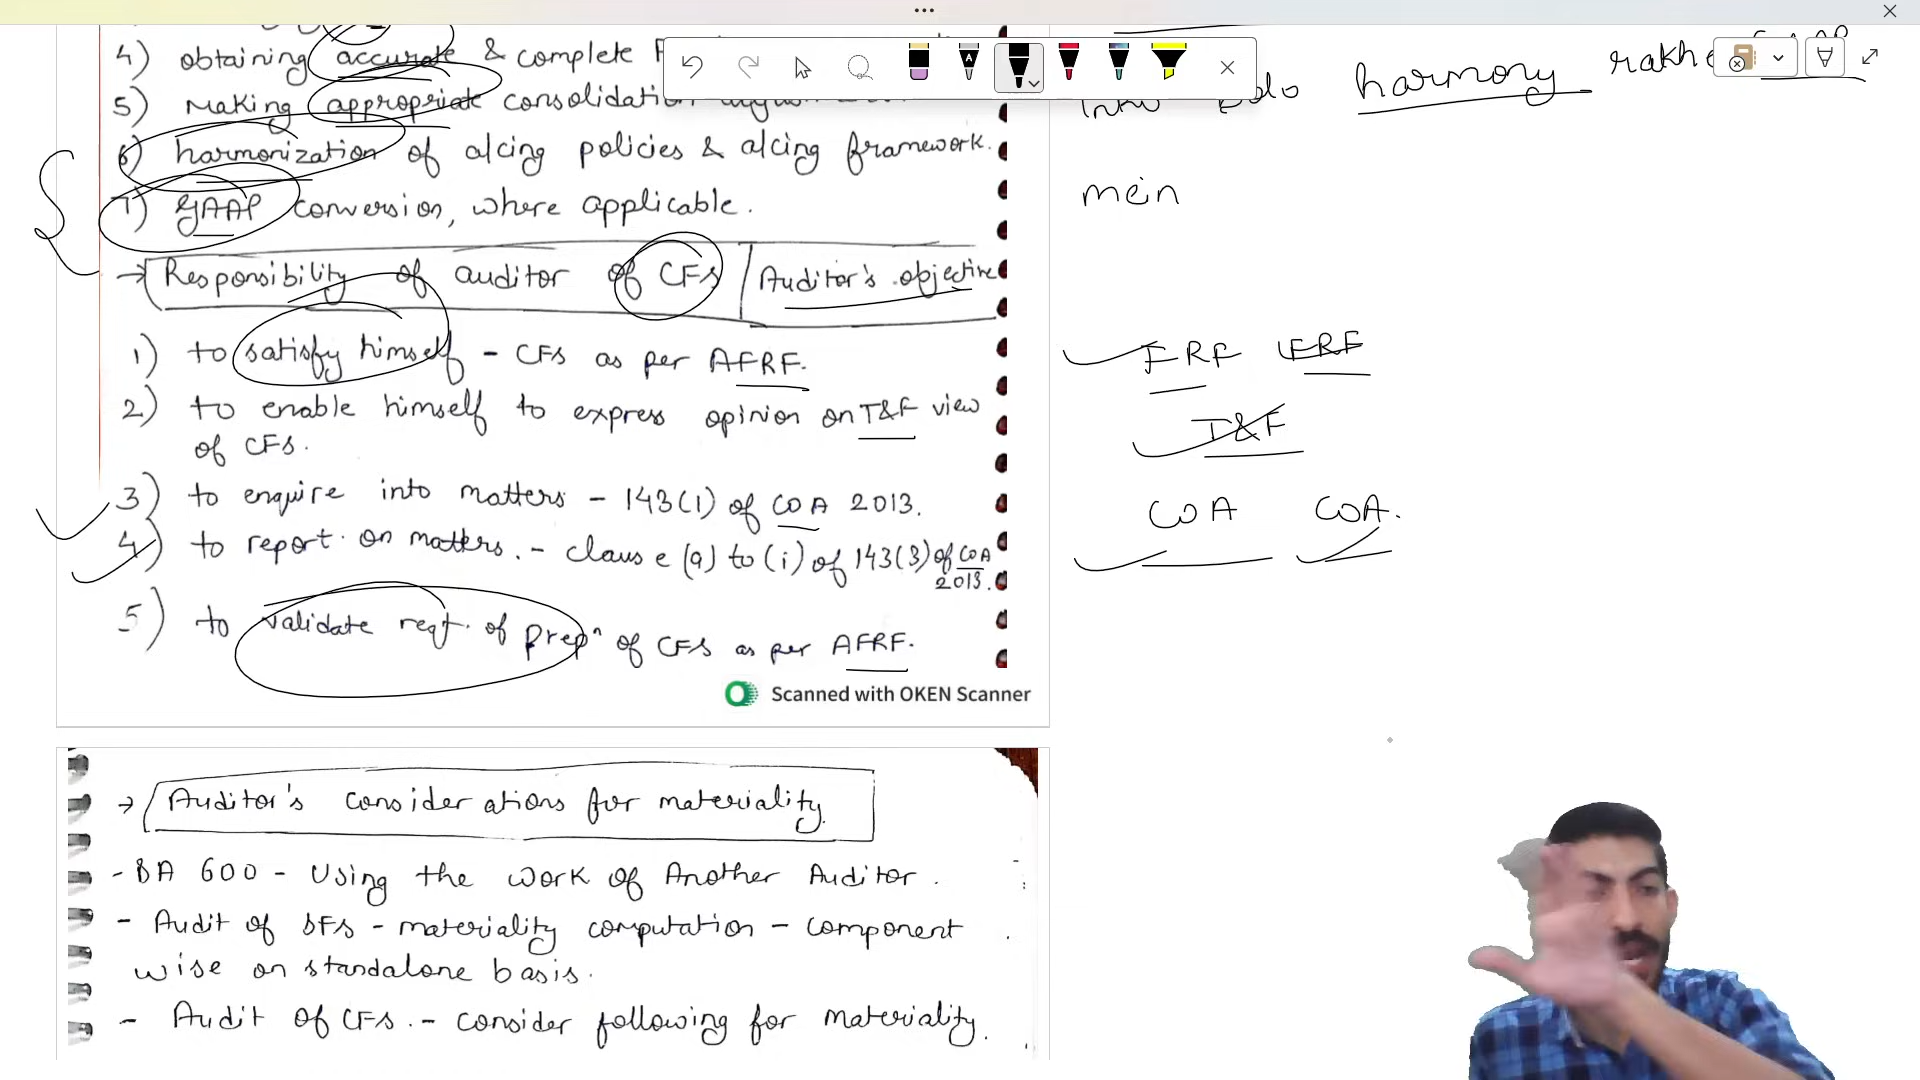 4) obtaining accurate & complete
5) Making appropriate consolidation
6) harmonization of alcing policies & alcing framework.
7) GAAP conversion, where applicable.
→ Responsibility of auditor of CFS | Auditor's objective
1) to satisfy himself - CFS as per AFRF.
2) to enable himself to express opinion on T&F view
of CFS.
3) to enquire into matters - 143(1) of COA 2013.
4) to report on matters. - clause (a) to (i) of 143(3) of COA
2013.
5) to validate reqt. of prepⁿ of CFS as per AFRF.
Scanned with OKEN Scanner
→ Auditor's considerations for materiality.
- SA 600 - Using the work of Another Auditor.
- Audit of SFS - materiality computation - component
wise on standalone basis.
- Audit of CFS. - consider following for materiality.
harmony
mein
FRF FRF
T&F
COA COA.